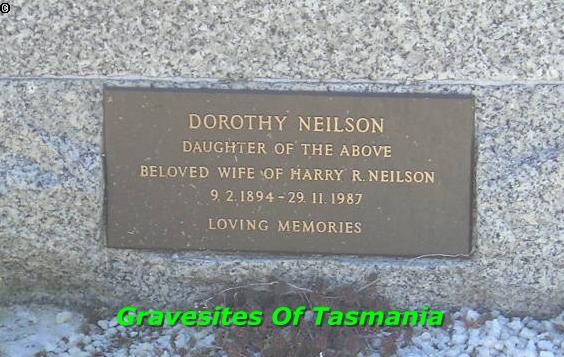 ©
DOROTHY NEILSON
DAUGHTER OF THE ABOVE
BELOVED WIFE OF HARRY R. NEILSON
9. 2. 1894 - 29. 11. 1987
LOVING MEMORIES
Gravesites Of Tasmania